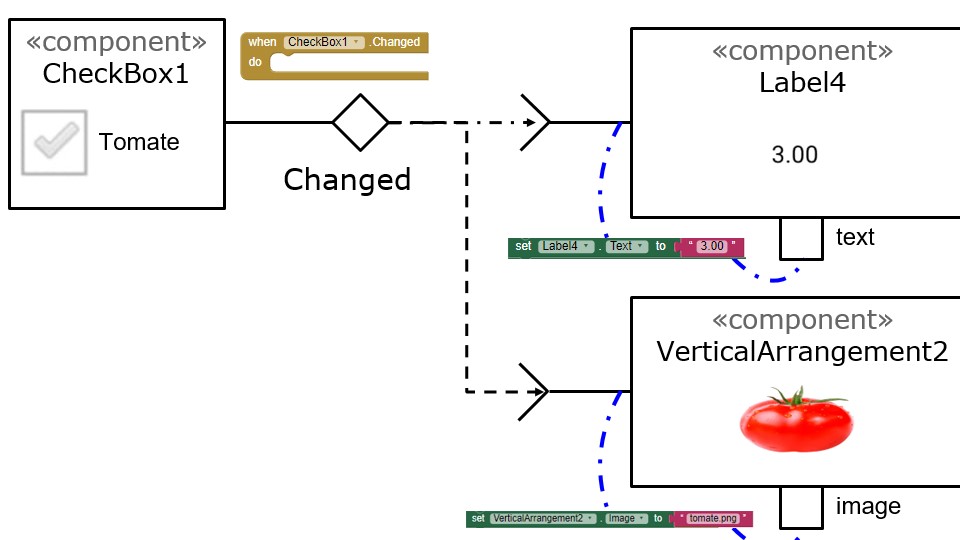 «component»
CheckBox1
Tomate
when CheckBox1 .Changed
do
Changed
«component»
Label4
3.00
text
set Label4 . Text to " 3.00 "
«component»
VerticalArrangement2
image
set VerticalArrangement2 . Image to " tomate.png "